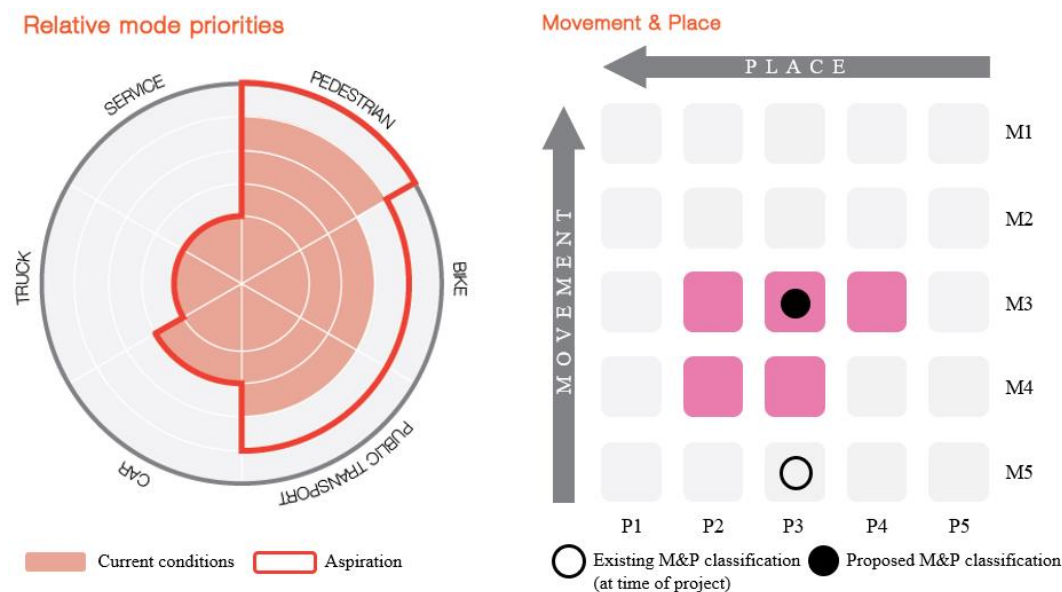 Relative mode priorities
SERVICE
PEDESTRIAN
TRUCK
BIKE
CAR
PUBLIC TRANSPORT
Current conditions
Aspiration
Movement & Place
PLACE
MOVEMENT
M1
M2
M3
M4
M5
P1 P2 P3 P4 P5
Existing M&P classification
(at time of project)
Proposed M&P classification